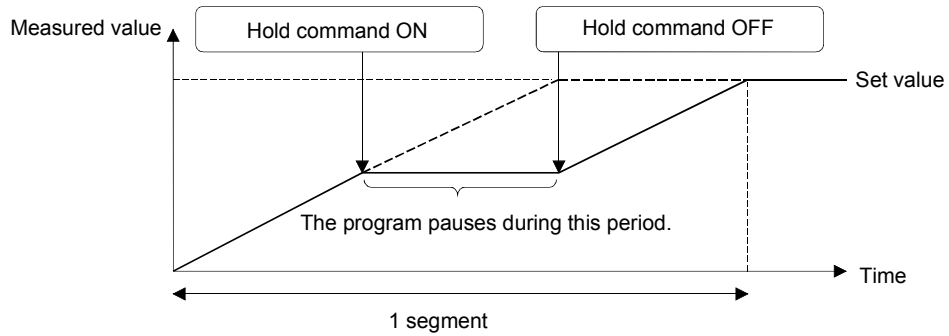 Measured value
Hold command ON
Hold command OFF
Set value
The program pauses during this period.
Time
1 segment